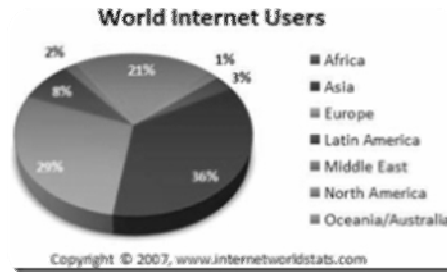 World Internet Users
2%
21%
1%
3%
8%
29%
36%
Africa
Asia
Europe
Latin America
Middle East
North America
Oceania/Australia
Copyright © 2007, www.internetworldstats.com